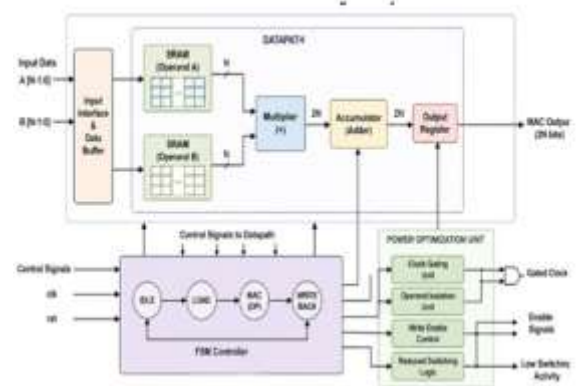 DATAPATH
Input Data
A [N-1:0]
B [N-1:0]
Input
Interface
&
Data
Buffer
(Operand A)
(Operand B)
N
N
Multiplier
2N
Accumulator
(Adder)
2N
Output
Register
MAC Output
(2N bits)
Control Signals to Datapath
Control Signals
clk
rst
IDLE
LOAD
MAC
WRITE
BACK
FSM Controller
POWER OPTIMIZATION UNIT
Clock Gating
Unit
Operand Isolation
Unit
Write Enable
Control
Reduced Switching
Logic
Gated Clock
Enable
Signals
Low Switching
Activity